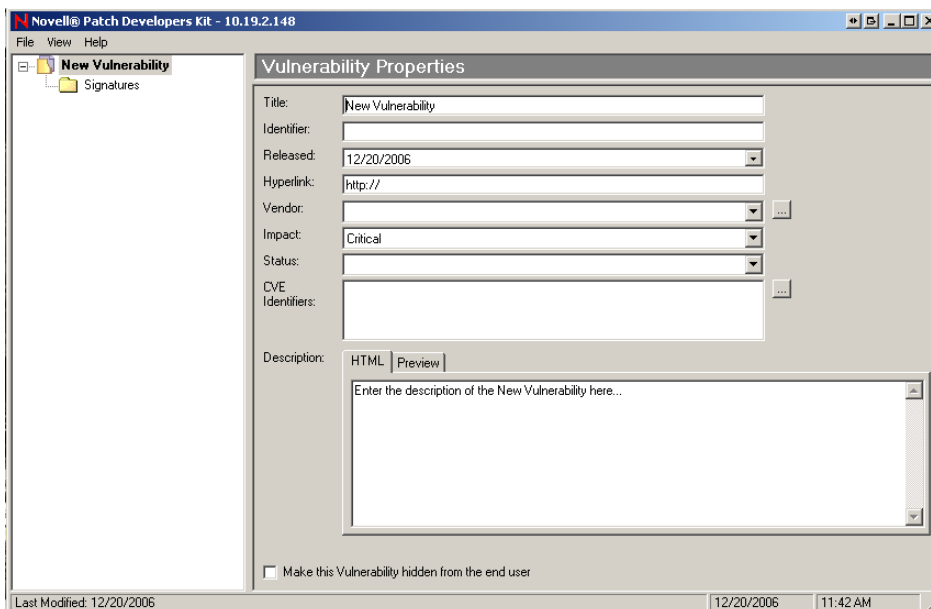 Novell® Patch Developers Kit - 10.19.2.148
File View Help
New Vulnerability
Signatures
Vulnerability Properties
Title: New Vulnerability
Identifier:
Released: 12/20/2006
Hyperlink: http://
Vendor: ...
Impact: Critical
Status:
CVE
Identifiers: ...
Description: HTML Preview
Enter the description of the New Vulnerability here...
Make this Vulnerability hidden from the end user
Last Modified: 12/20/2006 12/20/2006 11:42 AM